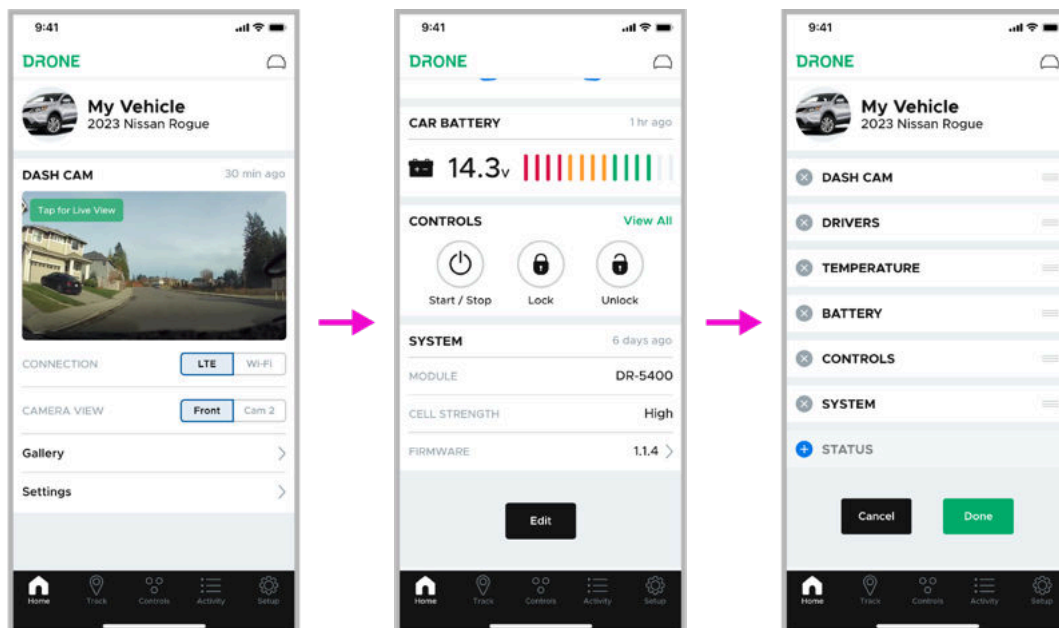 9:41
DRONE
My Vehicle
2023 Nissan Rogue
DASH CAM 30 min ago
Tap for Live View
CONNECTION LTE Wi-Fi
CAMERA VIEW Front Cam 2
Gallery
Settings
Home Track Controls Activity Setup
9:41
DRONE
CAR BATTERY 1 hr ago
14.3v
CONTROLS View All
Start / Stop Lock Unlock
SYSTEM 6 days ago
MODULE DR-5400
CELL STRENGTH High
FIRMWARE 1.1.4
Edit
Home Track Controls Activity Setup
9:41
DRONE
My Vehicle
2023 Nissan Rogue
DASH CAM
DRIVERS
TEMPERATURE
BATTERY
CONTROLS
SYSTEM
STATUS
Cancel Done
Home Track Controls Activity Setup